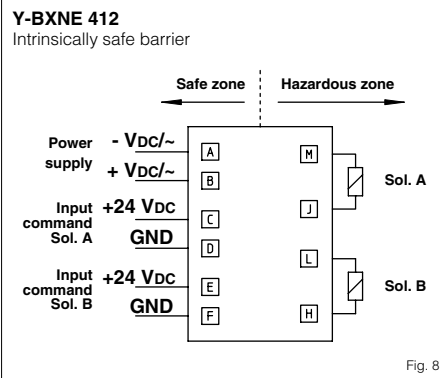 Y-BXNE 412
Intrinsically safe barrier
Safe zone
Hazardous zone
Power supply
- VDC/~
A
+ VDC/~
B
Input command Sol. A
+24 VDC
C
GND
D
Input command Sol. B
+24 VDC
E
GND
F
M
J
Sol. A
L
H
Sol. B
Fig. 8